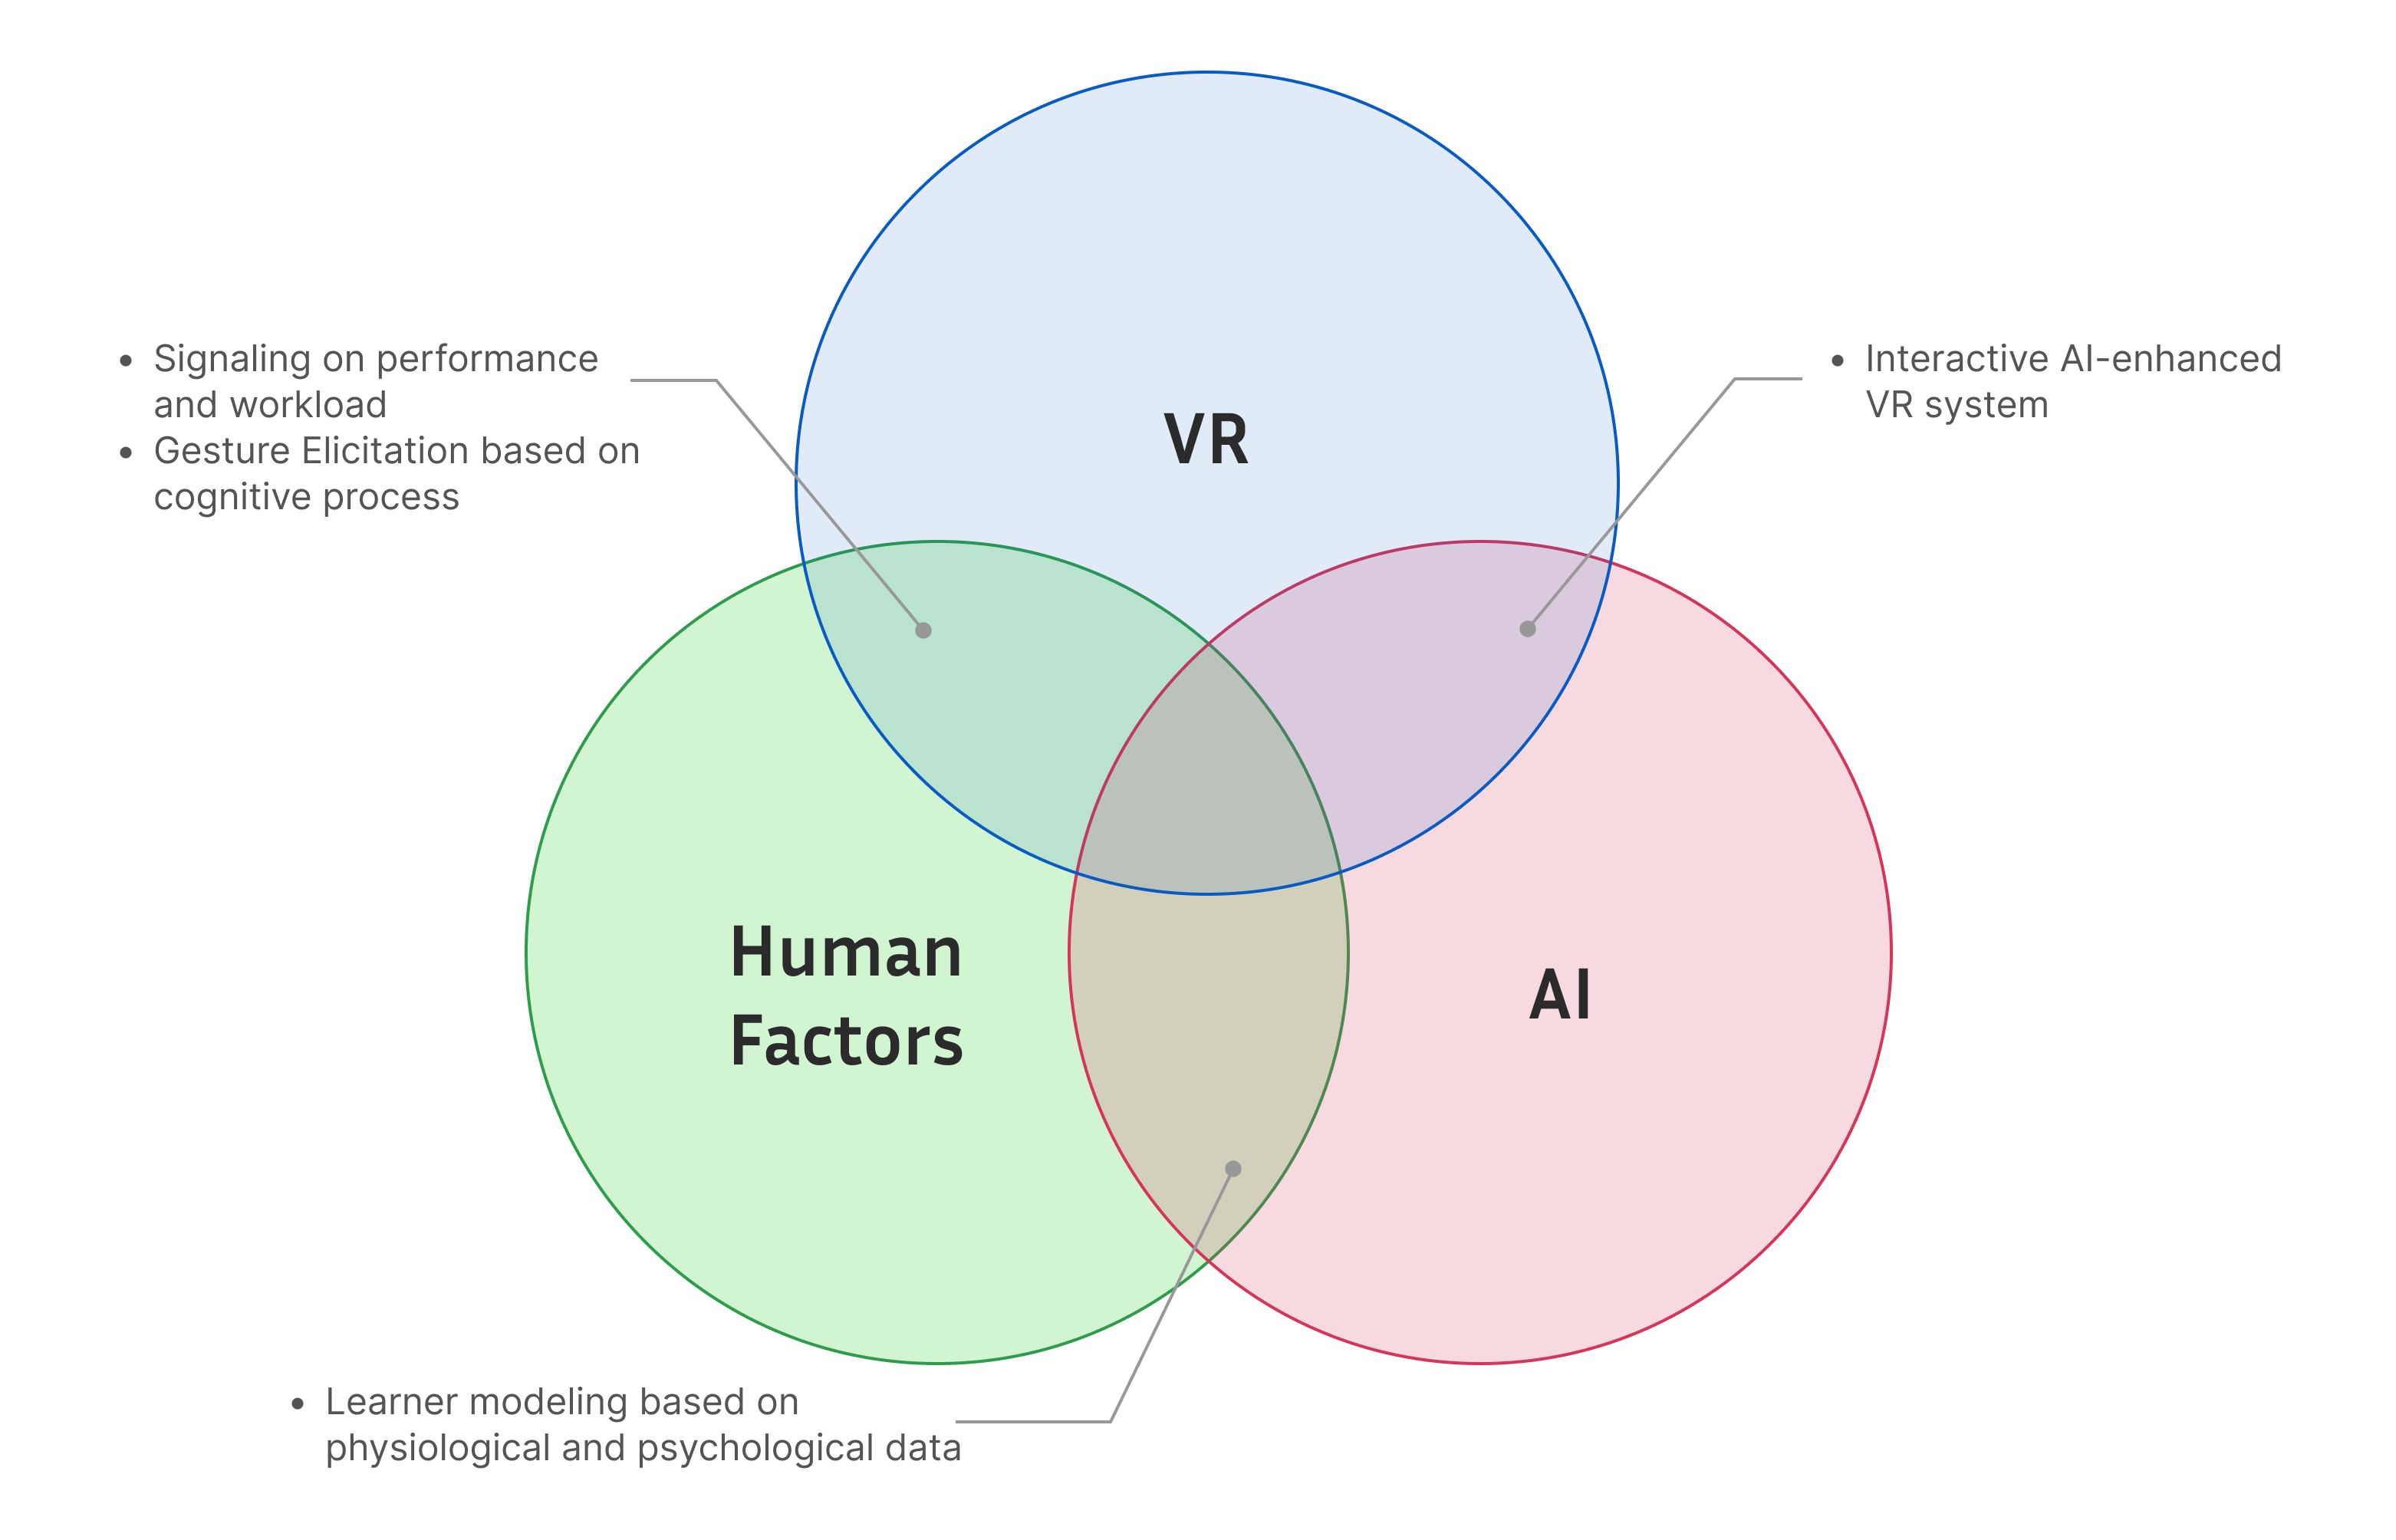 • Signaling on performance
and workload
• Gesture Elicitation based on
cognitive process
• Interactive AI-enhanced
VR system
VR
Human
Factors
AI
• Learner modeling based on
physiological and psychological data